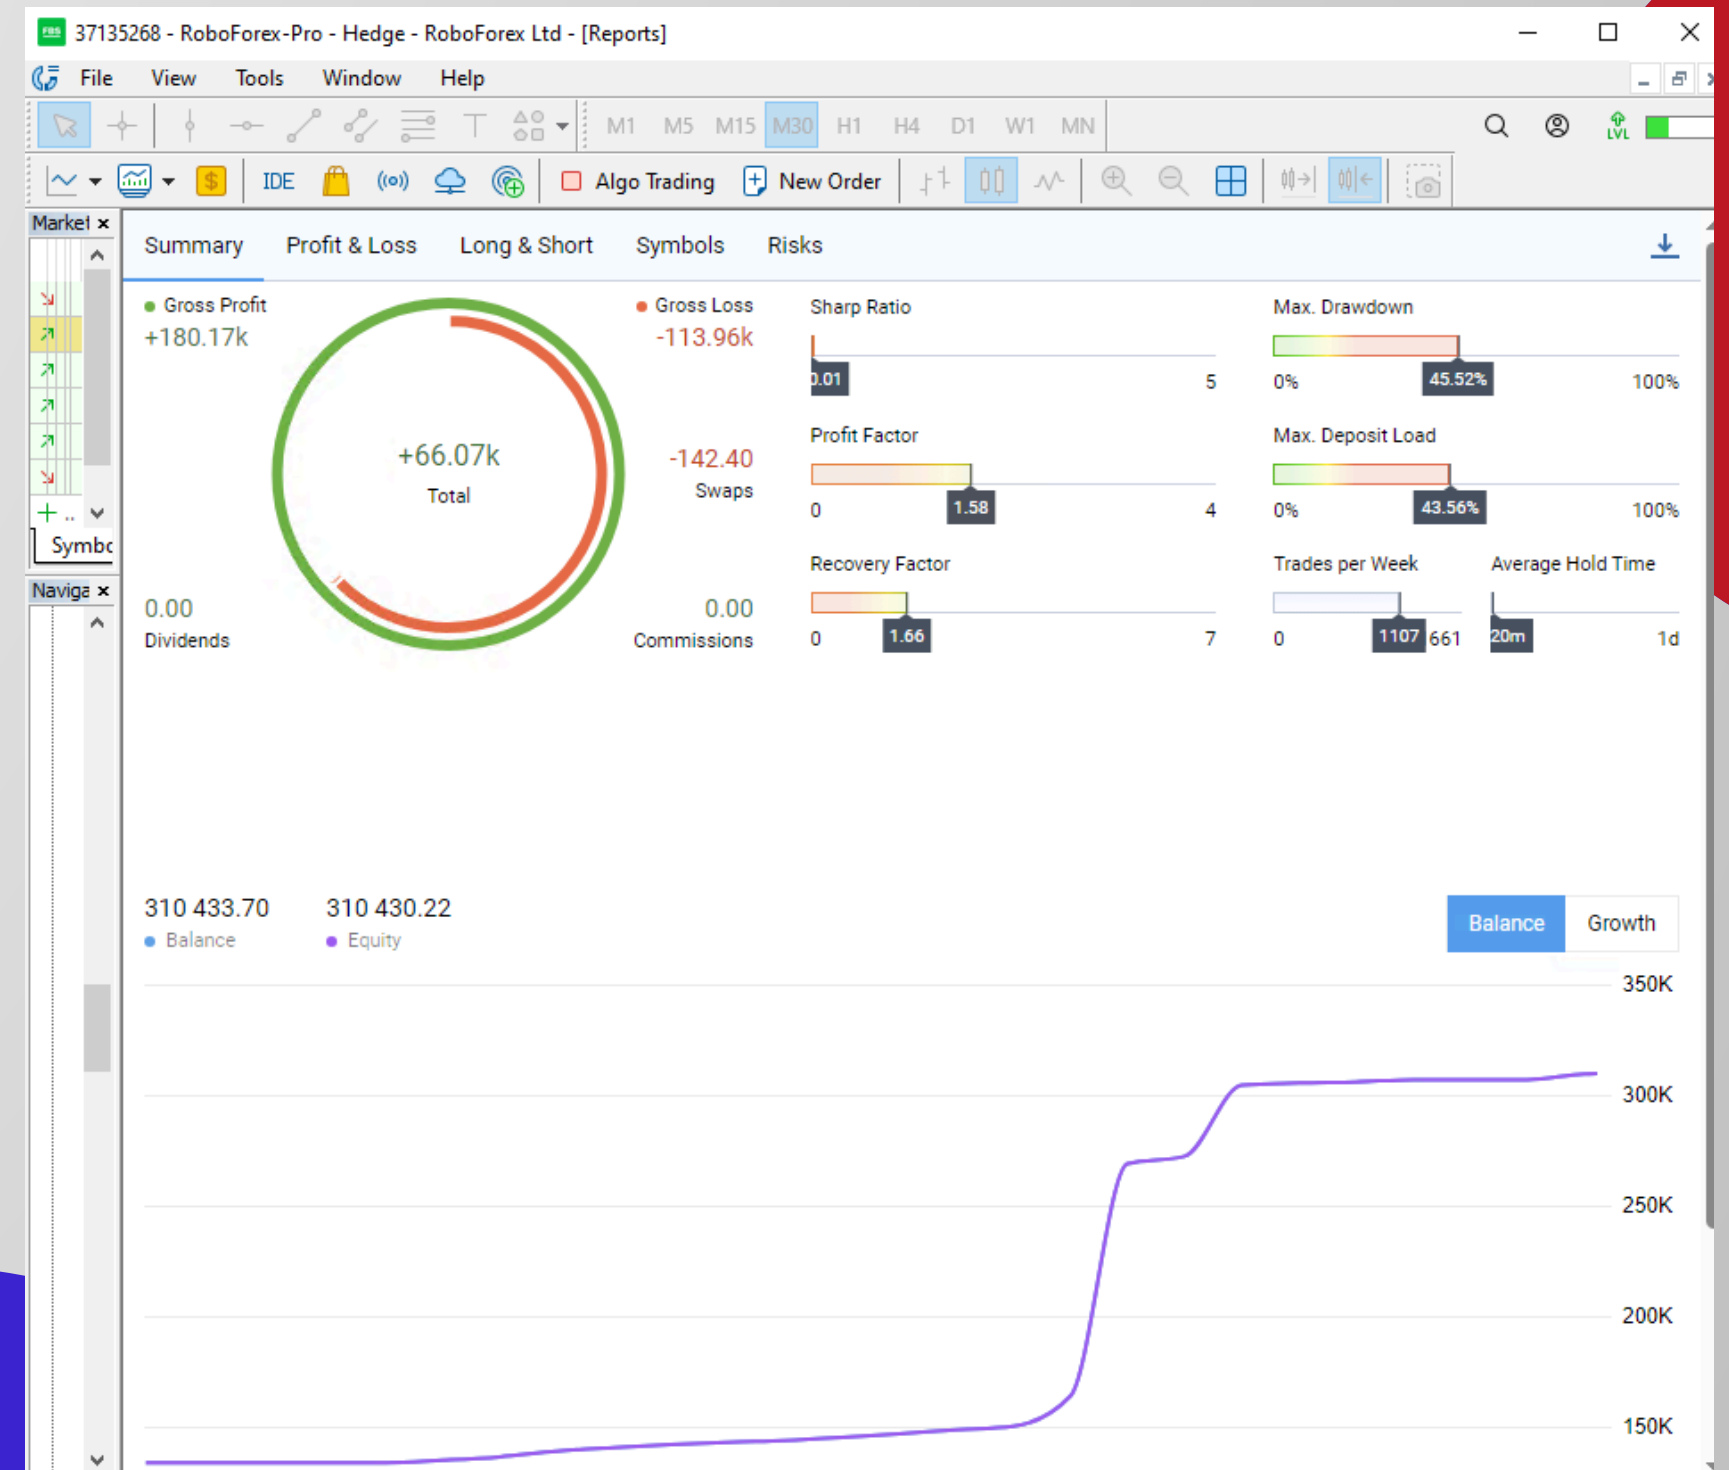 FBS 37135268 - RoboForex-Pro - Hedge - RoboForex Ltd - [Reports]
File View Tools Window Help
T M1 M5 M15 M30 H1 H4 D1 W1 MN LVL
$ IDE Algo Trading New Order
Market
Summary Profit & Loss Long & Short Symbols Risks
Gross Profit
+180.17k
Gross Loss
-113.96k
+66.07k
Total
-142.40
Swaps
0.00
Dividends
0.00
Commissions
Sharp Ratio
0.01 5
Profit Factor
0 1.58 4
Recovery Factor
0 1.66 7
Max. Drawdown
0% 45.52% 100%
Max. Deposit Load
0% 43.56% 100%
Trades per Week
0 1107 661
Average Hold Time
20m 1d
+ ..
Symbo
Naviga
310 433.70 310 430.22
Balance Equity
Balance Growth
350K
300K
250K
200K
150K